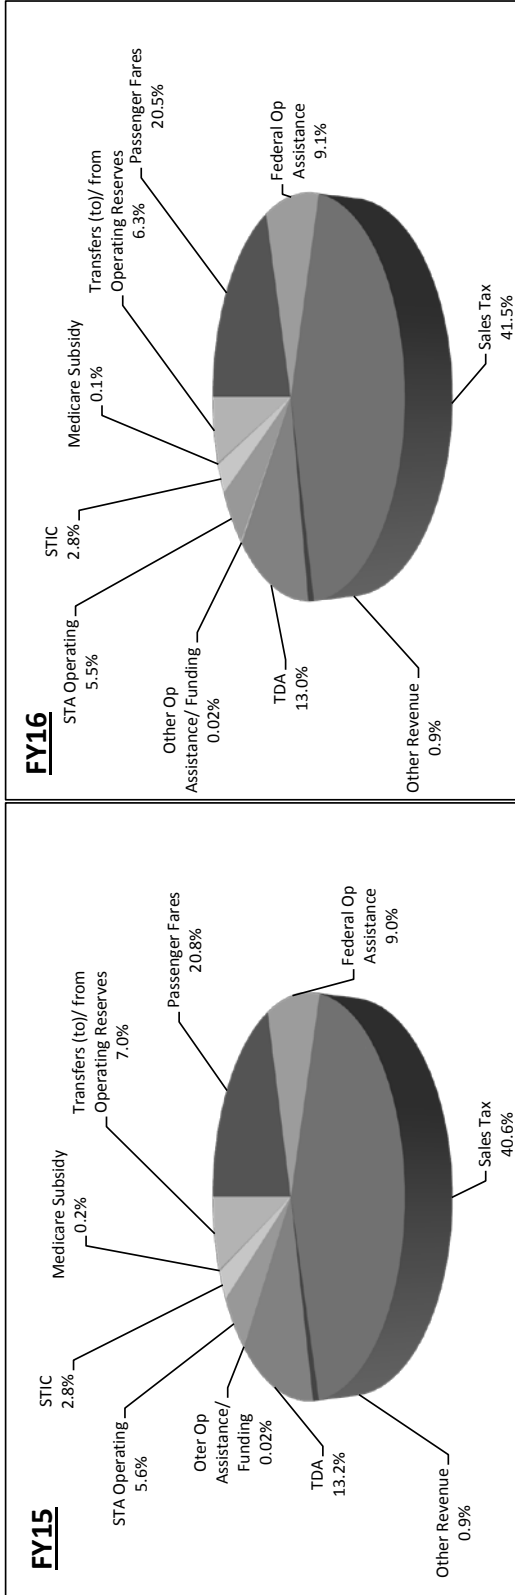 FY15
STIC
2.8%
Medicare Subsidy
0.2%
Transfers (to)/ from
Operating Reserves
7.0%
Passenger Fares
20.8%
Federal Op
Assistance
9.0%
Sales Tax
40.6%
Other Revenue
0.9%
TDA
13.2%
Oter Op
Assistance/
Funding
0.02%
STA Operating
5.6%
FY16
STIC
2.8%
Medicare Subsidy
0.1%
Transfers (to)/ from
Operating Reserves
6.3%
Passenger Fares
20.5%
Federal Op
Assistance
9.1%
Sales Tax
41.5%
Other Revenue
0.9%
TDA
13.0%
Other Op
Assistance/ Funding
0.02%
STA Operating
5.5%